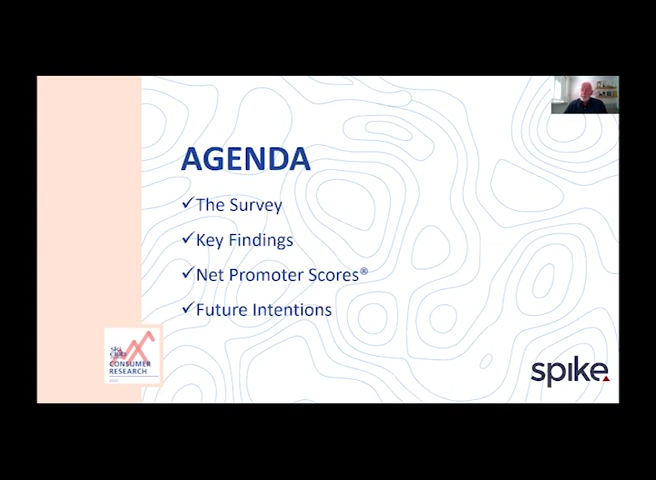 AGENDA
✓The Survey
✓Key Findings
✓Net Promoter Scores®
✓Future Intentions
CONSUMER
RESEARCH
spike